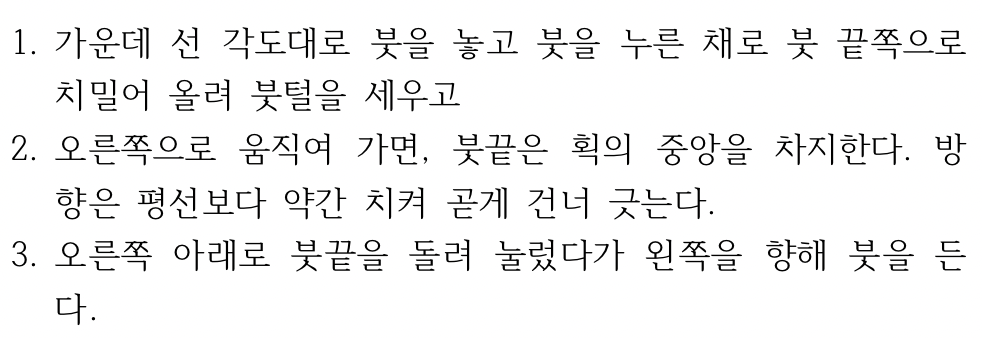 1. 가운데 선 각도대로 붓을 놓고 붓을 누른 채로 붓 끝쪽으로
치밀어 올려 붓털을 세우고
2. 오른쪽으로 움직여 가면, 붓끝은 획의 중앙을 차지한다. 방
향은 평선보다 약간 치켜 곧게 건너 긋는다.
3. 오른쪽 아래로 붓끝을 돌려 눌렀다가 왼쪽을 향해 붓을 든
다.